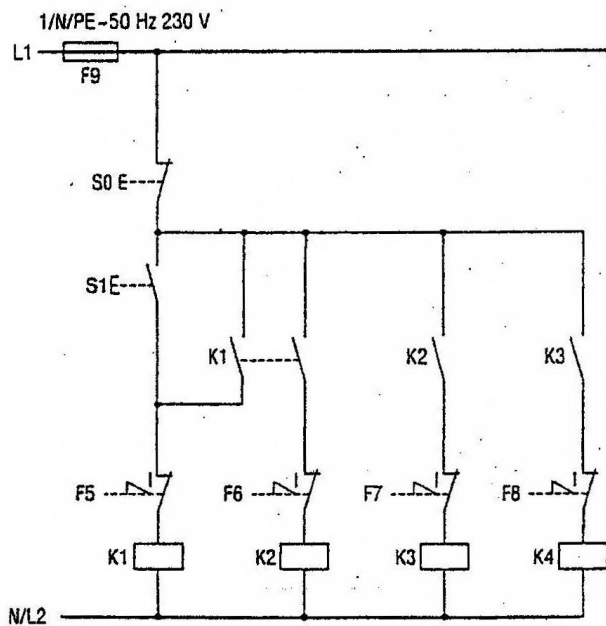 1/N/PE~50 Hz 230 V
L1
F9
S0 E
S1E
K1
K2
K3
F5
F6
F7
F8
K1
K2
K3
K4
N/L2